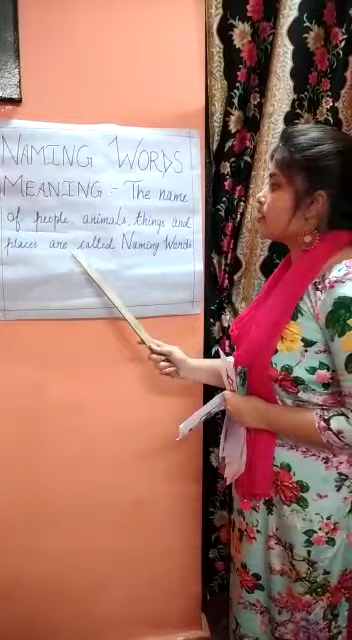 NAMING WORDS
MEANING - The name
of people, animals, things and
places are called Naming Words